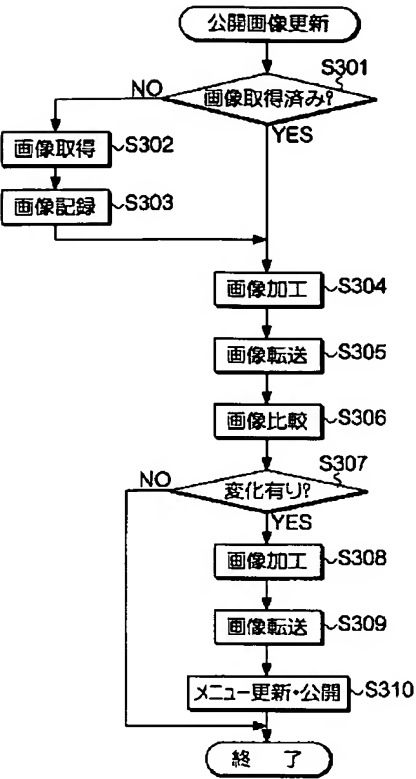 公開画像更新
S301
画像取得済み?
NO
YES
画像取得
S302
画像記録
S303
画像加工
S304
画像転送
S305
画像比較
S306
S307
変化有り?
NO
YES
画像加工
S308
画像転送
S309
メニュー更新・公開
S310
終 了